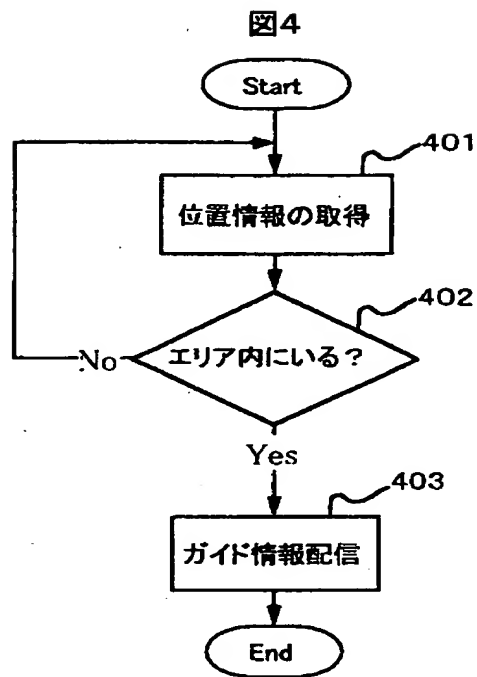 図4
Start
401
位置情報の取得
402
エリア内にいる？
No
Yes
403
ガイド情報配信
End